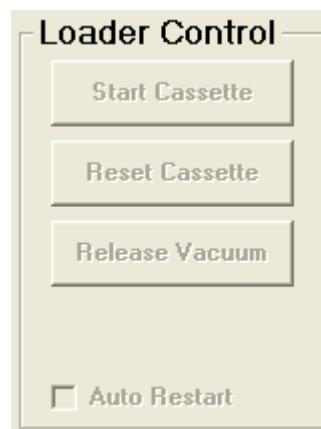 Loader Control
Start Cassette
Reset Cassette
Release Vacuum
Auto Restart